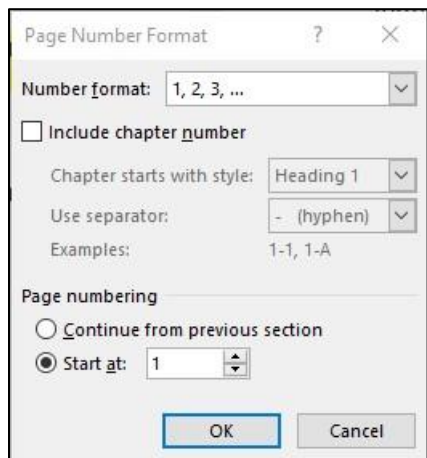 Page Number Format ?
Number format: 1, 2, 3, ...
Include chapter number
Chapter starts with style: Heading 1
Use separator: - (hyphen)
Examples: 1-1, 1-A
Page numbering
Continue from previous section
Start at: 1
OK Cancel